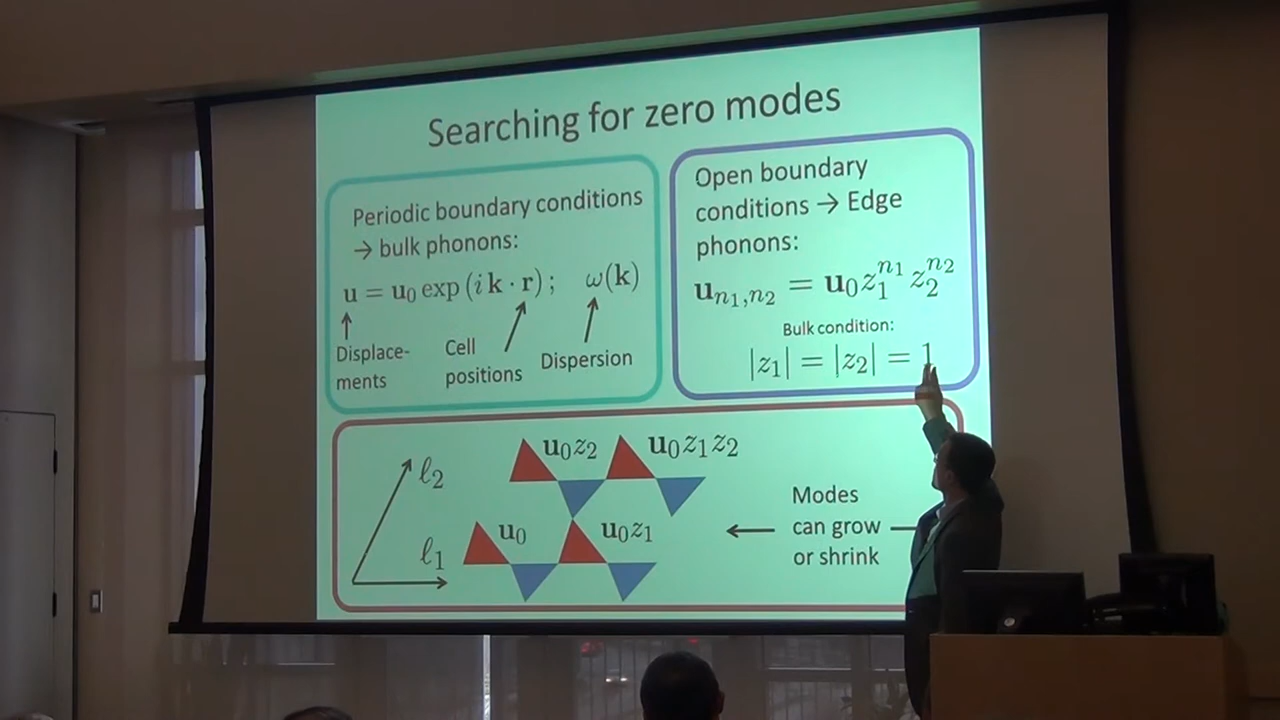 Searching for zero modes
Periodic boundary conditions
→ bulk phonons:
u = u₀ exp (i k · r) ;   ω(k)
Displace-
ments
Cell
positions
Dispersion
Open boundary
conditions → Edge
phonons:
u_{n₁,n₂} = u₀ z₁^{n₁} z₂^{n₂}
Bulk condition:
|z₁| = |z₂| = 1
ℓ₂
ℓ₁
u₀z₂
u₀z₁z₂
u₀
u₀z₁
Modes
can grow
or shrink